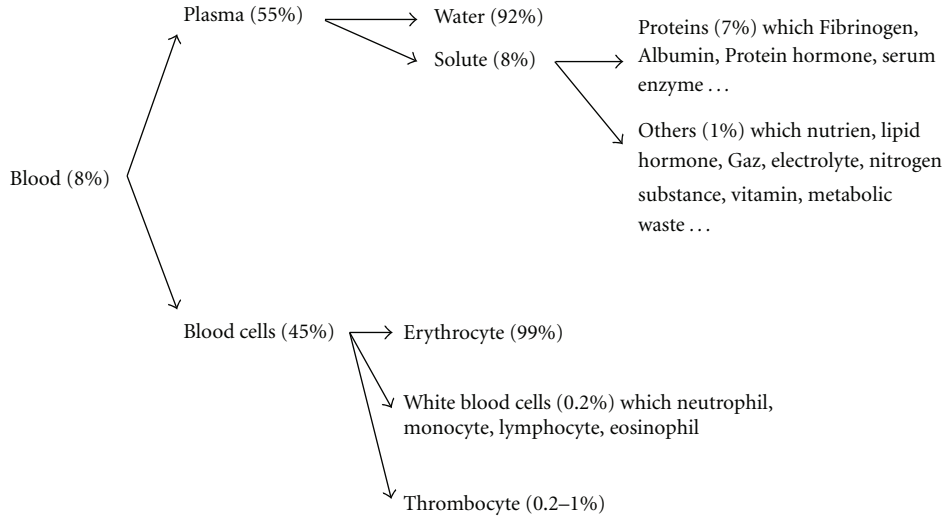 Blood (8%)
Plasma (55%)
Water (92%)
Solute (8%)
Proteins (7%) which Fibrinogen,
Albumin, Protein hormone, serum
enzyme . . .
Others (1%) which nutrien, lipid
hormone, Gaz, electrolyte, nitrogen
substance, vitamin, metabolic
waste . . .
Blood cells (45%)
Erythrocyte (99%)
White blood cells (0.2%) which neutrophil,
monocyte, lymphocyte, eosinophil
Thrombocyte (0.2–1%)